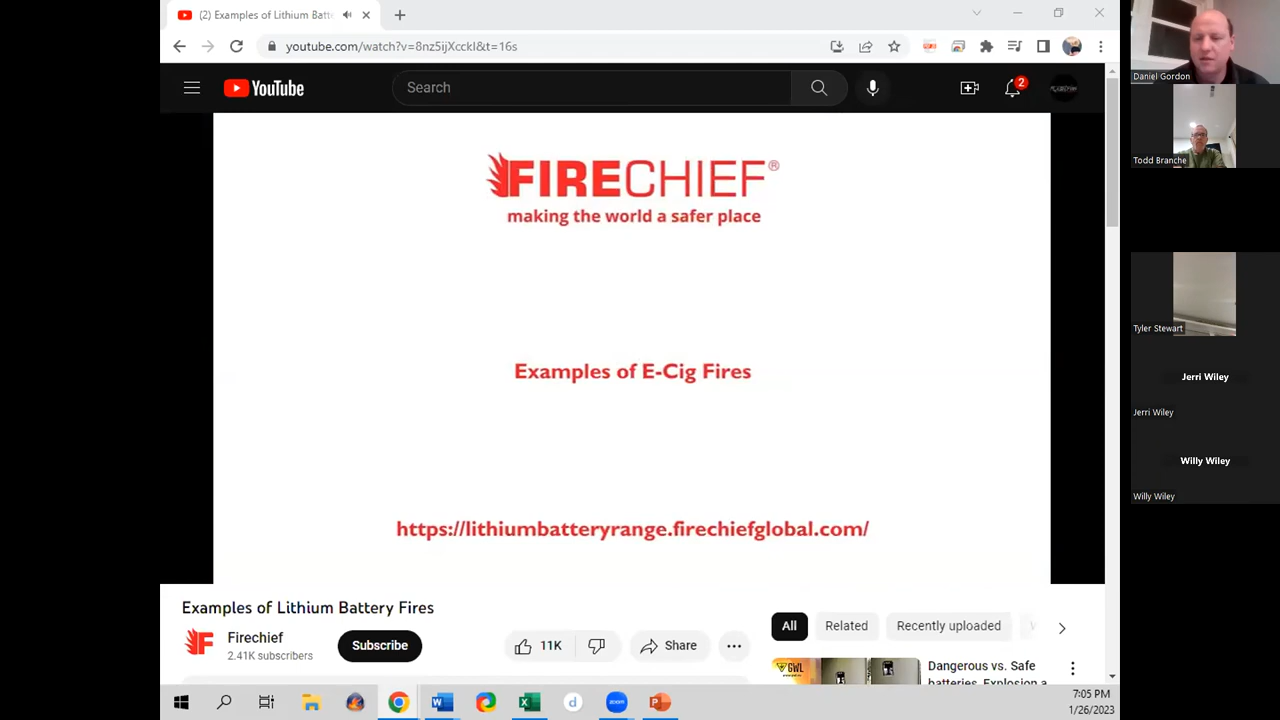 (2) Examples of Lithium Batte
youtube.com/watch?v=8nz5ijXcckI&t=16s
YouTube
Search
2
FIRECHIEF®
making the world a safer place
Examples of E-Cig Fires
https://lithiumbatteryrange.firechiefglobal.com/
Examples of Lithium Battery Fires
Firechief
2.41K subscribers
Subscribe
11K
Share
All
Related
Recently uploaded
GWL
Dangerous vs. Safe
batteries, Explosion a
zoom
7:05 PM
1/26/2023
Daniel Gordon
Todd Branche
Tyler Stewart
Jerri Wiley
Jerri Wiley
Willy Wiley
Willy Wiley